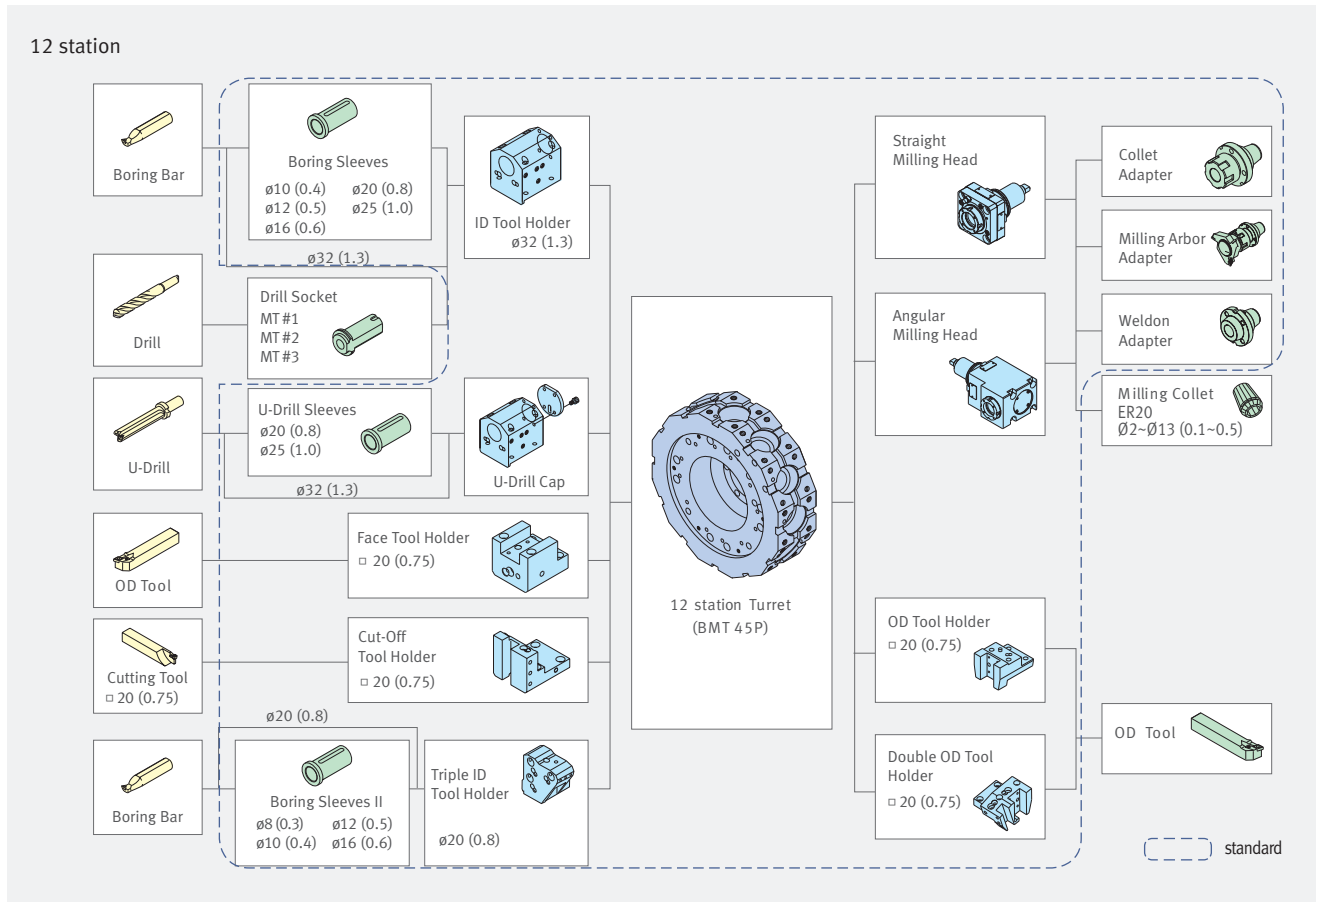 12 station
Boring Bar
Boring Sleeves
ø10 (0.4) ø20 (0.8)
ø12 (0.5) ø25 (1.0)
ø16 (0.6)
ø32 (1.3)
ID Tool Holder
ø32 (1.3)
Drill
Drill Socket
MT #1
MT #2
MT #3
U-Drill
U-Drill Sleeves
ø20 (0.8)
ø25 (1.0)
ø32 (1.3)
U-Drill Cap
OD Tool
Face Tool Holder
□ 20 (0.75)
Cutting Tool
□ 20 (0.75)
Cut-Off
Tool Holder
□ 20 (0.75)
ø20 (0.8)
Boring Bar
Boring Sleeves II
ø8 (0.3) ø12 (0.5)
ø10 (0.4) ø16 (0.6)
Triple ID
Tool Holder
ø20 (0.8)
12 station Turret
(BMT 45P)
Straight
Milling Head
Angular
Milling Head
Collet
Adapter
Milling Arbor
Adapter
Weldon
Adapter
Milling Collet
ER20
Ø2~Ø13 (0.1~0.5)
OD Tool Holder
□ 20 (0.75)
Double OD Tool
Holder
□ 20 (0.75)
OD Tool
standard